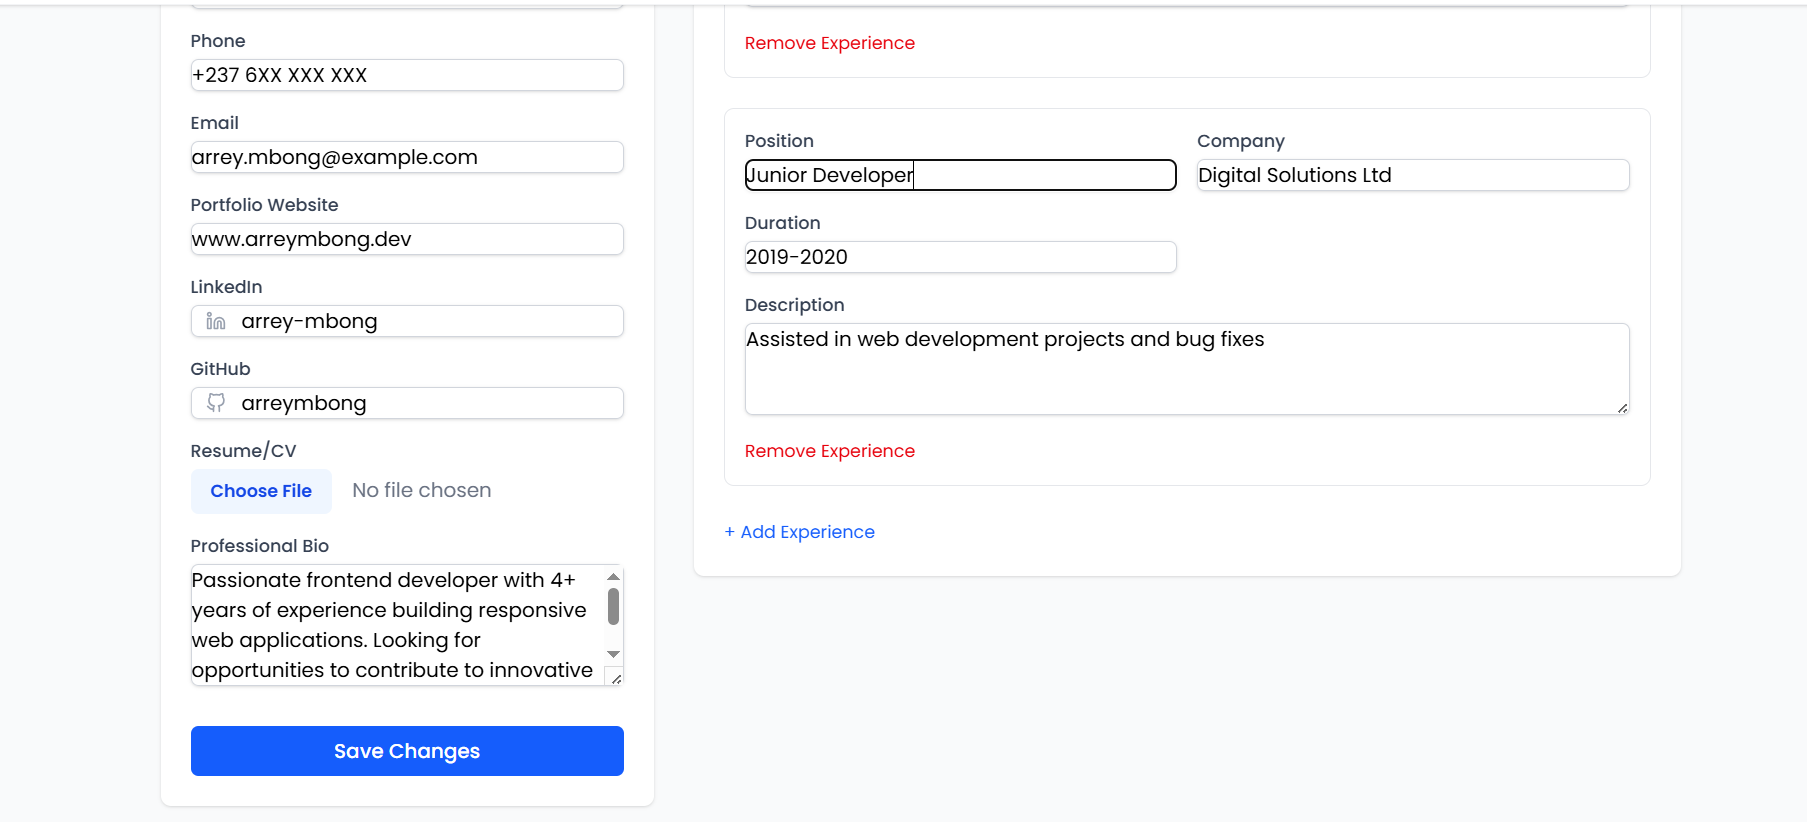 Phone
+237 6XX XXX XXX
Email
arrey.mbong@example.com
Portfolio Website
www.arreymbong.dev
LinkedIn
arrey-mbong
GitHub
arreymbong
Resume/CV
Choose File No file chosen
Professional Bio
Passionate frontend developer with 4+
years of experience building responsive
web applications. Looking for
opportunities to contribute to innovative
Save Changes
Remove Experience
Position
Junior Developer
Company
Digital Solutions Ltd
Duration
2019-2020
Description
Assisted in web development projects and bug fixes
Remove Experience
+ Add Experience